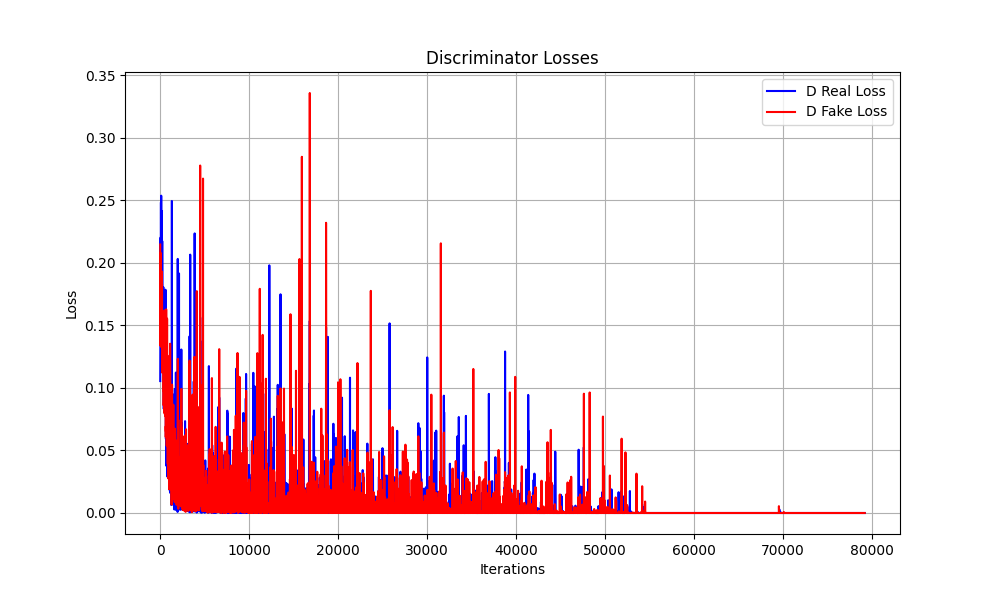 Discriminator Losses
D Real Loss
D Fake Loss
Loss
0.35
0.30
0.25
0.20
0.15
0.10
0.05
0.00
0 10000 20000 30000 40000 50000 60000 70000 80000
Iterations